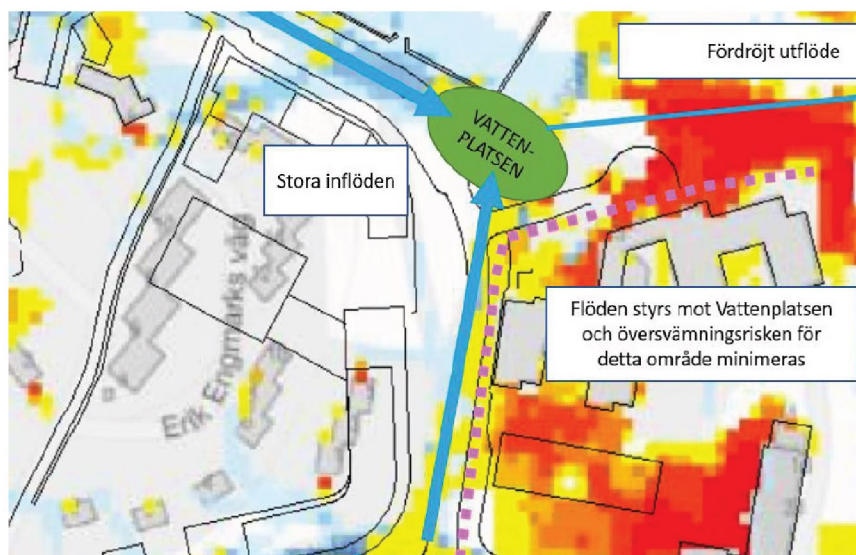 Fördröjt utflöde
VATTEN-
PLATSEN
Stora inflöden
Erik Engmarks väg
Flöden styrs mot Vattenplatsen
och översvämningsrisken för
detta område minimeras